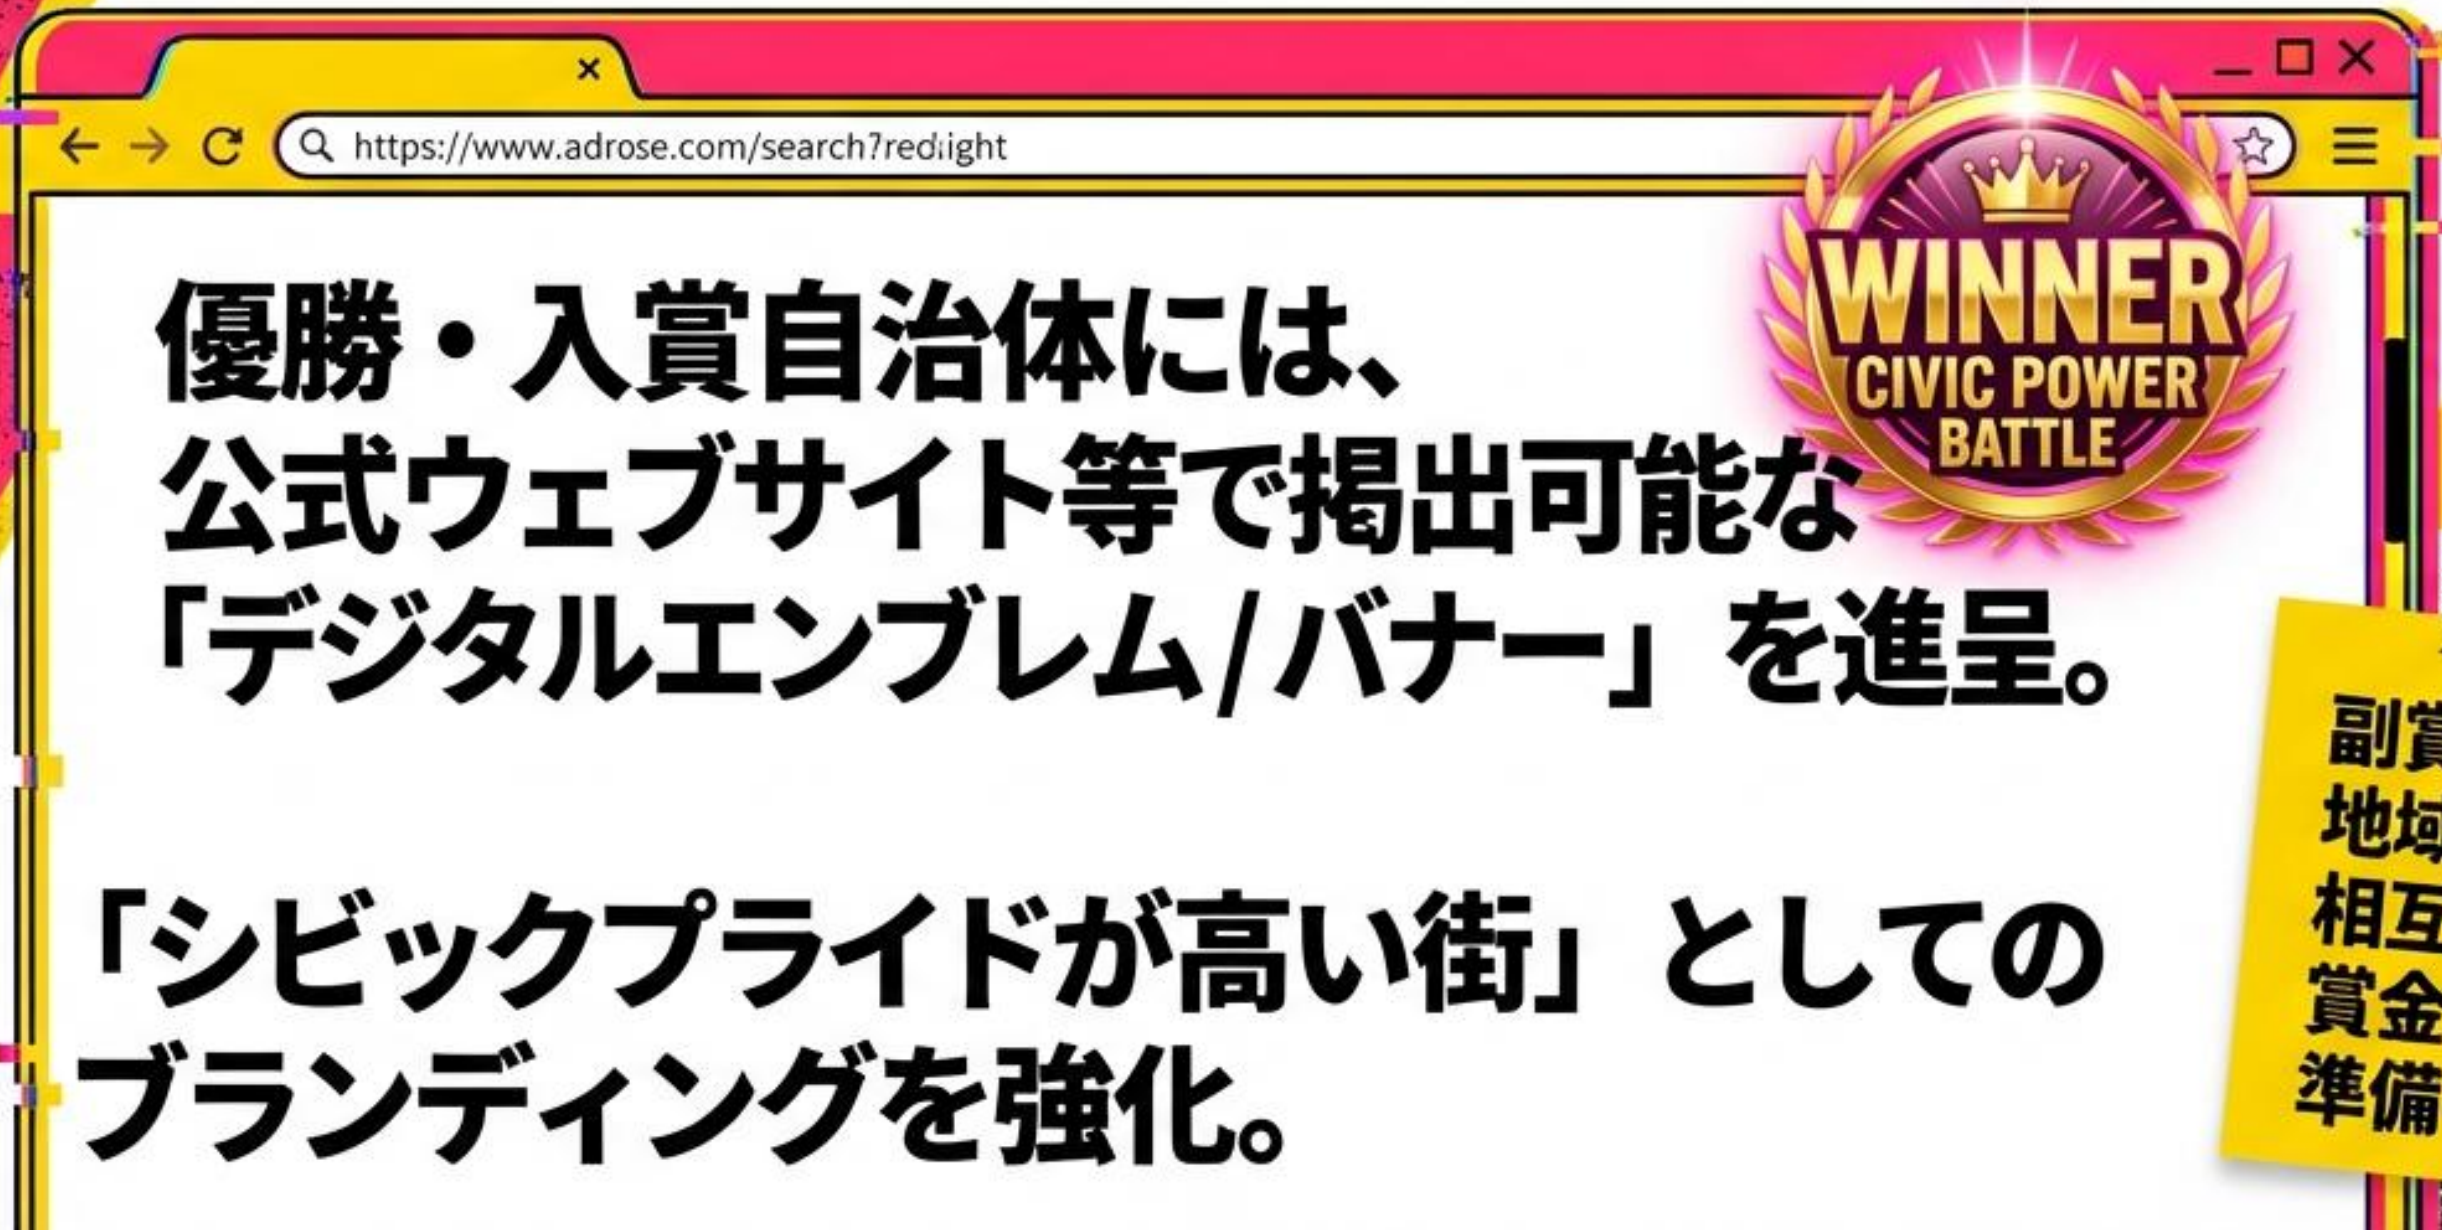 https://www.adrose.com/search?redlight
WINNER
CIVIC POWER
BATTLE
優勝・入賞自治体には、
公式ウェブサイト等で掲出可能な
「デジタルエンブレム/バナー」を進呈。
「シビックプライドが高い街」としての
ブランディングを強化。
副賞
地域
相互
賞金
準備